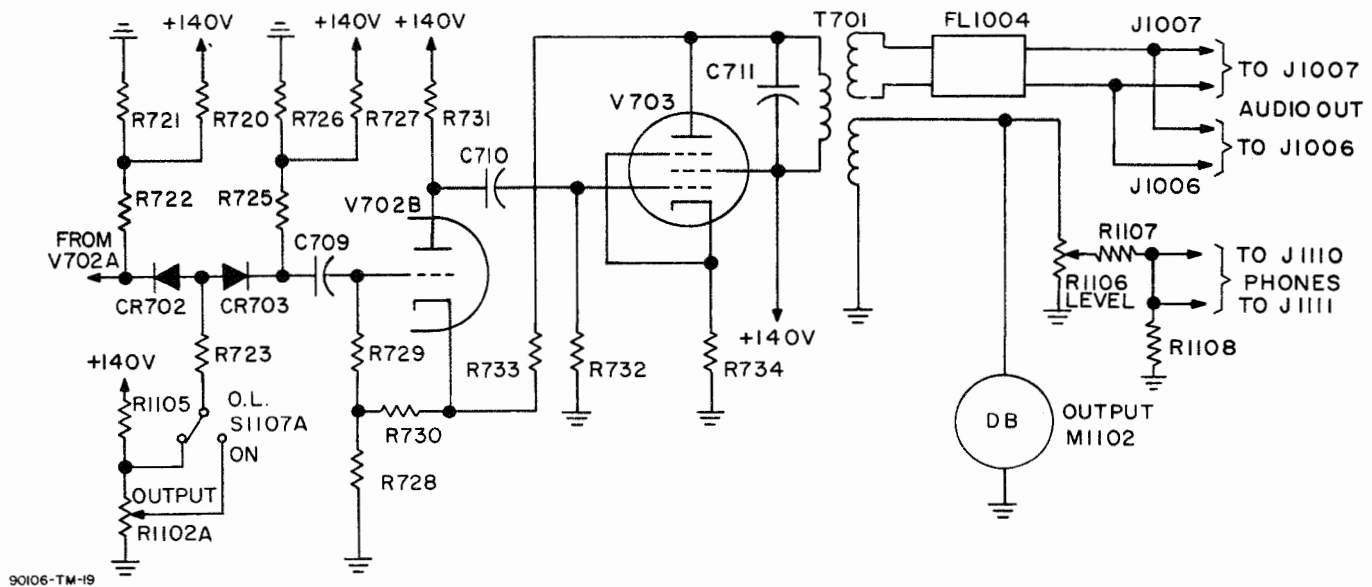 +140V
+140V
+140V
T701
FL1004
J1007
TO J1007
AUDIO OUT
C711
R721
R720
R726
R727
R731
V703
C710
TO J1006
J1006
R722
R725
V702B
FROM
V702A
C709
R1107
TO J1110
PHONES
TO J1111
R1106
LEVEL
CR702
CR703
+140V
R723
R729
R733
R732
R734
+140V
R1108
R1105
O.L.
S1107A
ON
R730
DB
OUTPUT
M1102
R728
OUTPUT
R1102A
90106-TM-19